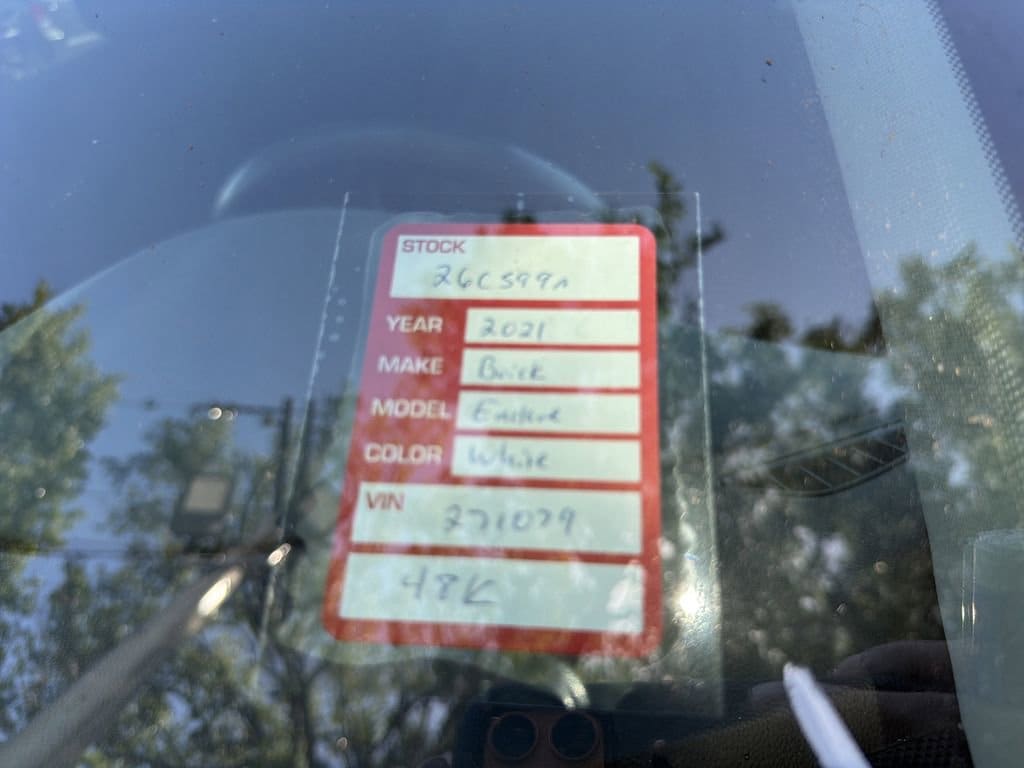 STOCK
26C599A
YEAR 2021
MAKE Buick
MODEL Enclave
COLOR White
VIN
271079
48K